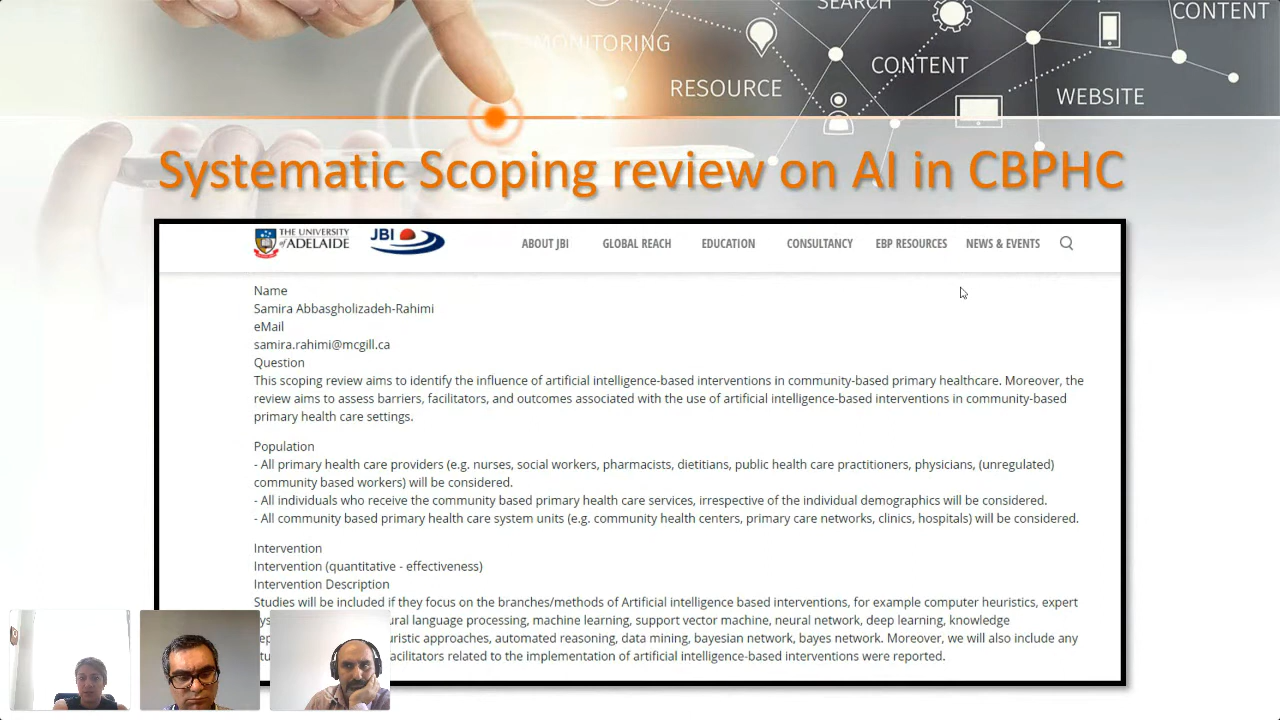 SEARCH
CONTENT
MONITORING
CONTENT
RESOURCE
WEBSITE
Systematic Scoping review on AI in CBPHC
THE UNIVERSITY
of ADELAIDE
JBI
ABOUT JBI GLOBAL REACH EDUCATION CONSULTANCY EBP RESOURCES NEWS & EVENTS
Name
Samira Abbasgholizadeh-Rahimi
eMail
samira.rahimi@mcgill.ca
Question
This scoping review aims to identify the influence of artificial intelligence-based interventions in community-based primary healthcare. Moreover, the
review aims to assess barriers, facilitators, and outcomes associated with the use of artificial intelligence-based interventions in community-based
primary health care settings.
Population
- All primary health care providers (e.g. nurses, social workers, pharmacists, dietitians, public health care practitioners, physicians, (unregulated)
community based workers) will be considered.
- All individuals who receive the community based primary health care services, irrespective of the individual demographics will be considered.
- All community based primary health care system units (e.g. community health centers, primary care networks, clinics, hospitals) will be considered.
Intervention
Intervention (quantitative - effectiveness)
Intervention Description
Studies will be included if they focus on the branches/methods of Artificial intelligence based interventions, for example computer heuristics, expert
language processing, machine learning, support vector machine, neural network, deep learning, knowledge
approaches, automated reasoning, data mining, bayesian network, bayes network. Moreover, we will also include any
related to the implementation of artificial intelligence-based interventions were reported.